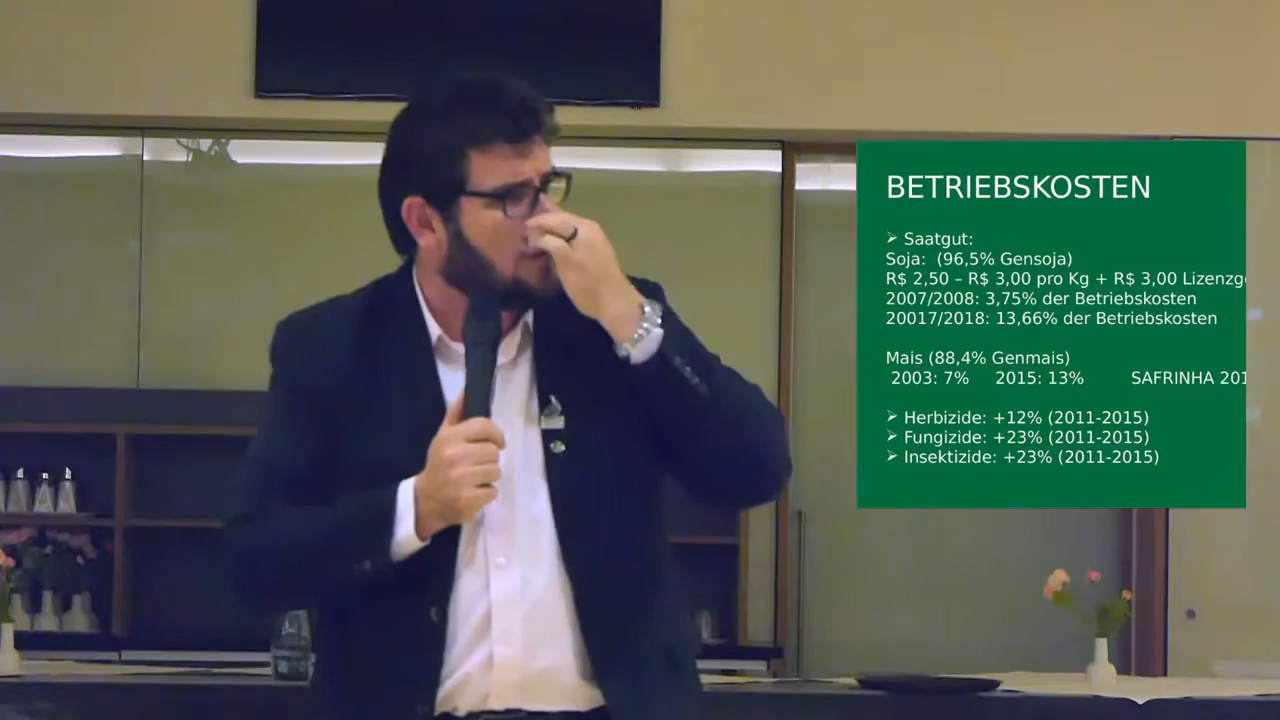 BETRIEBSKOSTEN
➢ Saatgut:
Soja: (96,5% Gensoja)
R$ 2,50 – R$ 3,00 pro Kg + R$ 3,00
2007/2008: 3,75% der Betriebskosten
20017/2018: 13,66% der Betriebskosten
Mais (88,4% Genmais)
2003: 7% 2015: 13% SAFRINHA
➢ Herbizide: +12% (2011-2015)
➢ Fungizide: +23% (2011-2015)
➢ Insektizide: +23% (2011-2015)